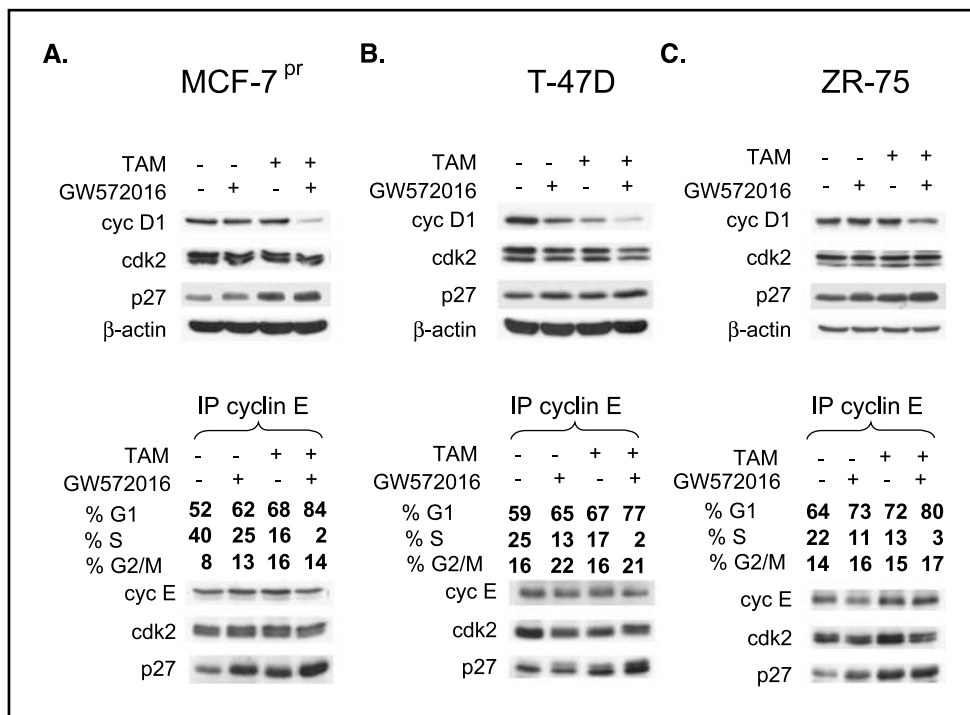 A.
MCF-7 pr
TAM - - + +
GW572016 - + - +
cyc D1
cdk2
p27
β-actin
IP cyclin E
TAM - - + +
GW572016 - + - +
% G1 52 62 68 84
% S 40 25 16 2
% G2/M 8 13 16 14
cyc E
cdk2
p27
B.
T-47D
TAM - - + +
GW572016 - + - +
cyc D1
cdk2
p27
β-actin
IP cyclin E
TAM - - + +
GW572016 - + - +
% G1 59 65 67 77
% S 25 13 17 2
% G2/M 16 22 16 21
cyc E
cdk2
p27
C.
ZR-75
TAM - - + +
GW572016 - + - +
cyc D1
cdk2
p27
β-actin
IP cyclin E
TAM - - + +
GW572016 - + - +
% G1 64 73 72 80
% S 22 11 13 3
% G2/M 14 16 15 17
cyc E
cdk2
p27